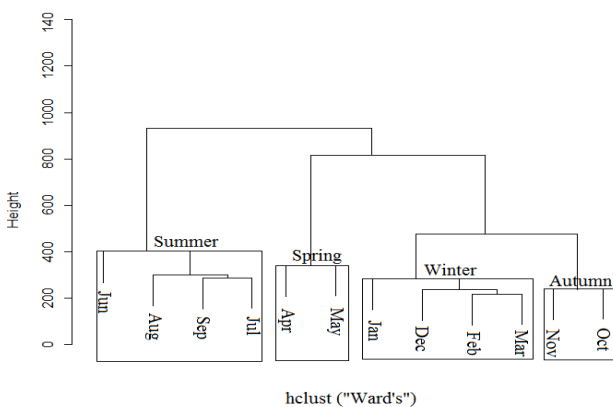 140
1200
1000
800
600
400
200
0
Height
Summer
Spring
Winter
Autumn
Jun
Aug
Sep
Jul
Apr
May
Jan
Dec
Feb
Mar
Nov
Oct
hclust ("Ward's")